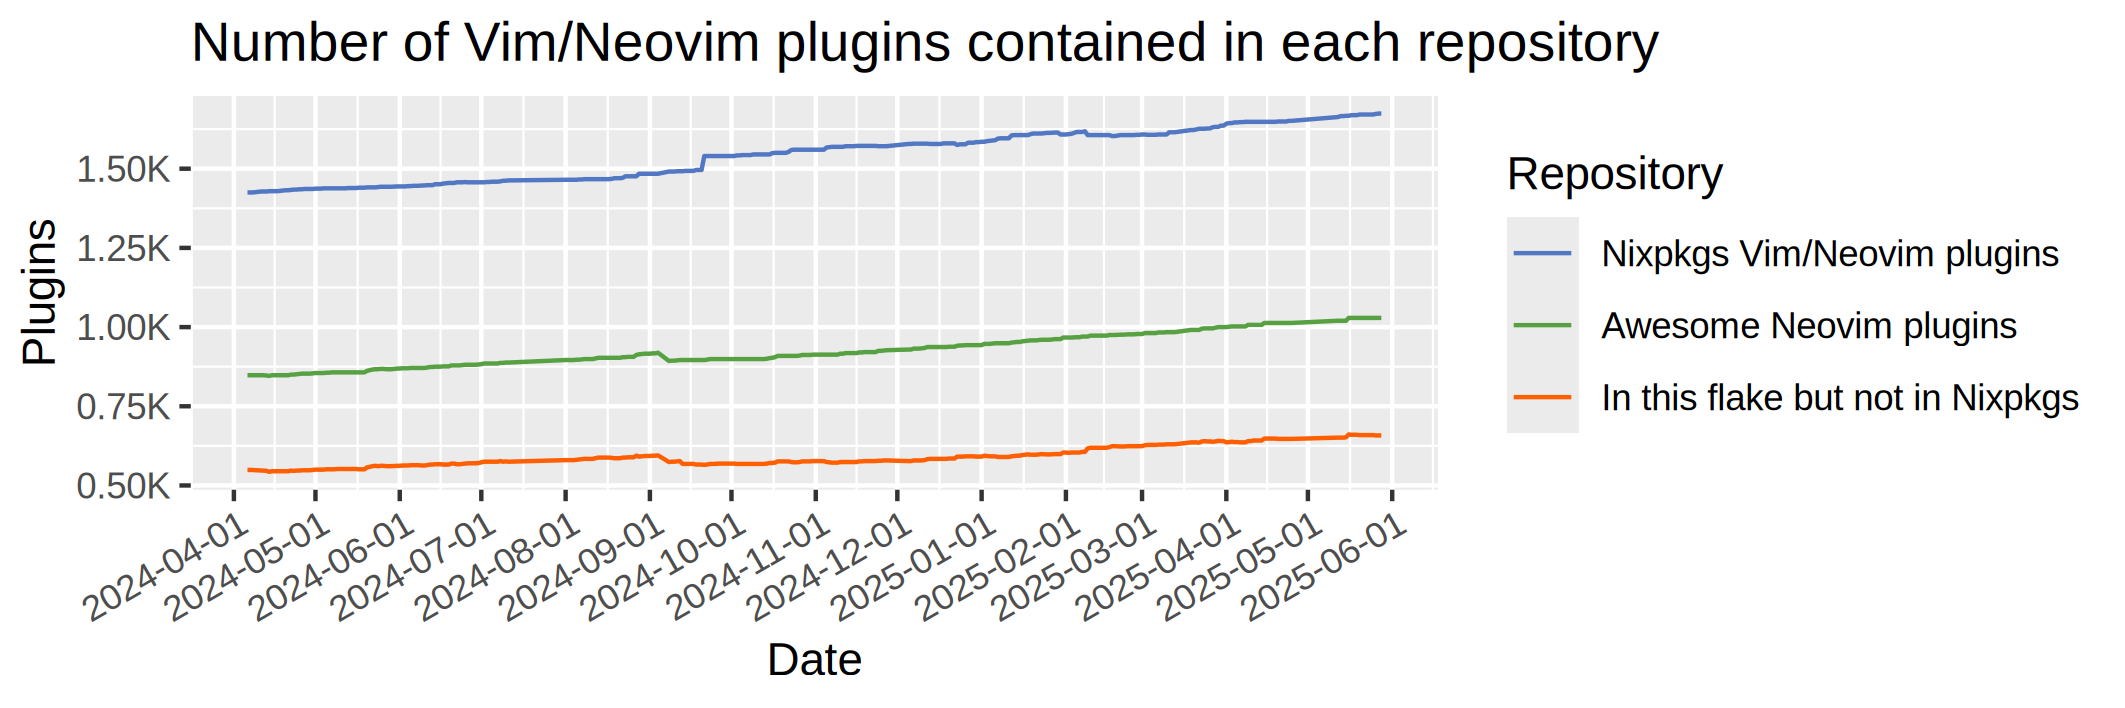 Number of Vim/Neovim plugins contained in each repository
Plugins
1.50K
1.25K
1.00K
0.75K
0.50K
2024-04-01
2024-05-01
2024-06-01
2024-07-01
2024-08-01
2024-09-01
2024-10-01
2024-11-01
2024-12-01
2025-01-01
2025-02-01
2025-03-01
2025-04-01
2025-05-01
2025-06-01
Date
Repository
Nixpkgs Vim/Neovim plugins
Awesome Neovim plugins
In this flake but not in Nixpkgs